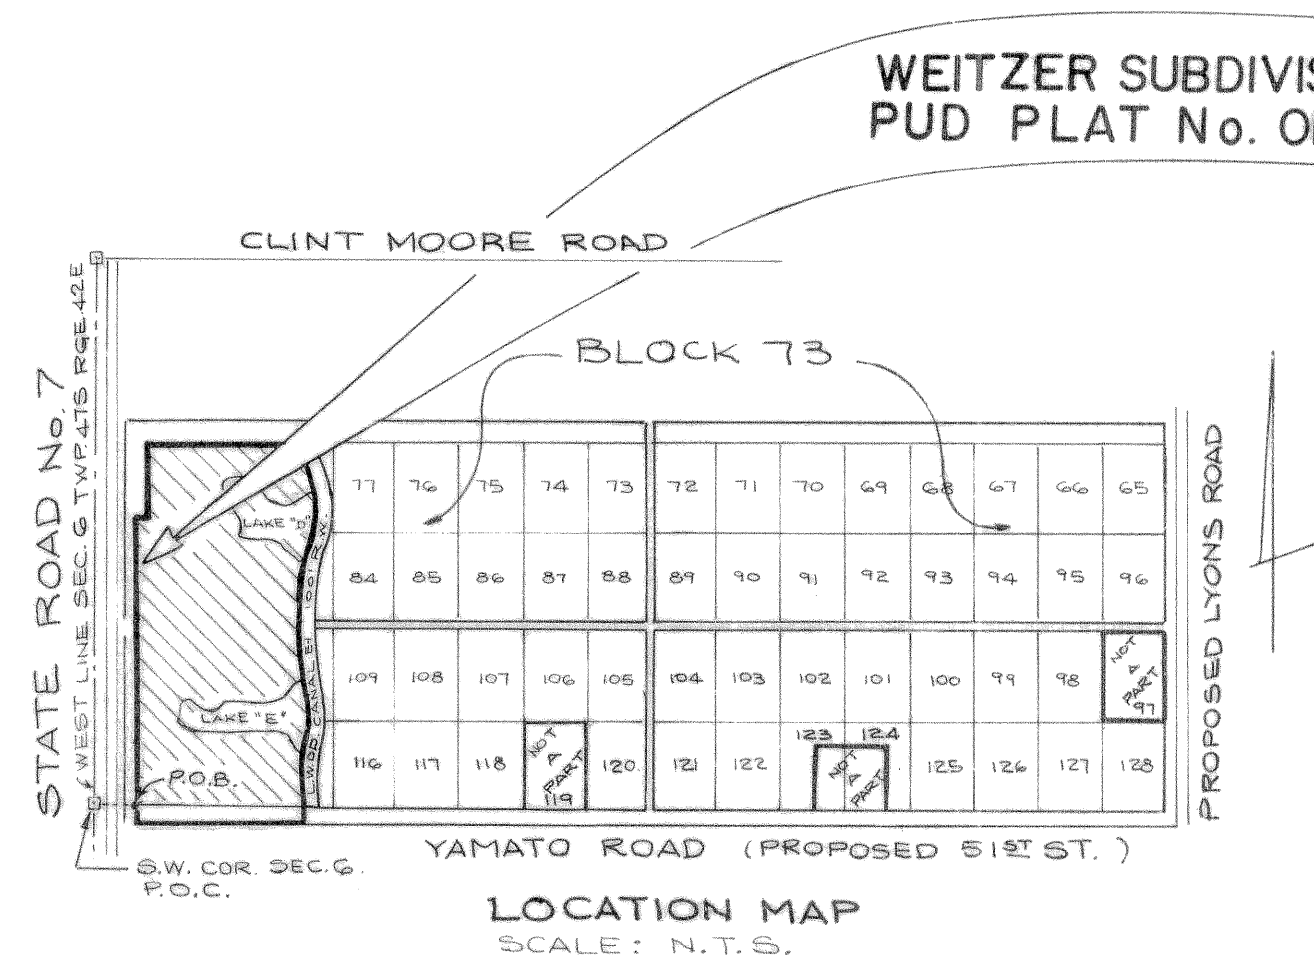 WEITZER SUBDIVIS
PUD PLAT No. O
CLINT MOORE ROAD
BLOCK 73
STATE ROAD No. 7
WEST LINE SEC. 6 TWP. 47S RGE. 42E
77 76 75 74 73 72 71 70 69 68 67 66 65
LAKE "D"
84 85 86 87 88 89 90 91 92 93 94 95 96
L.W.D.D. CANAL E-1 100' R.W.
109 108 107 106 105 104 103 102 101 100 99 98
NOT
A
PART
97
LAKE "E"
123 124
116 117 118
NOT
A
PART
119
120 121 122
NOT
A
PART
125 126 127 128
P.O.B.
PROPOSED LYONS ROAD
YAMATO ROAD (PROPOSED 51ST ST.)
S.W. COR. SEC. 6
P.O.C.
LOCATION MAP
SCALE: N.T.S.